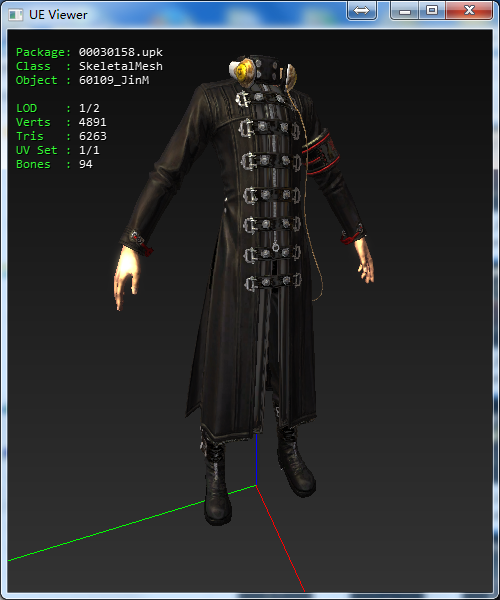 UE Viewer
Package: 00030158.upk
Class : SkeletalMesh
Object : 60109_JinM
LOD : 1/2
Verts : 4891
Tris : 6263
UV Set : 1/1
Bones : 94